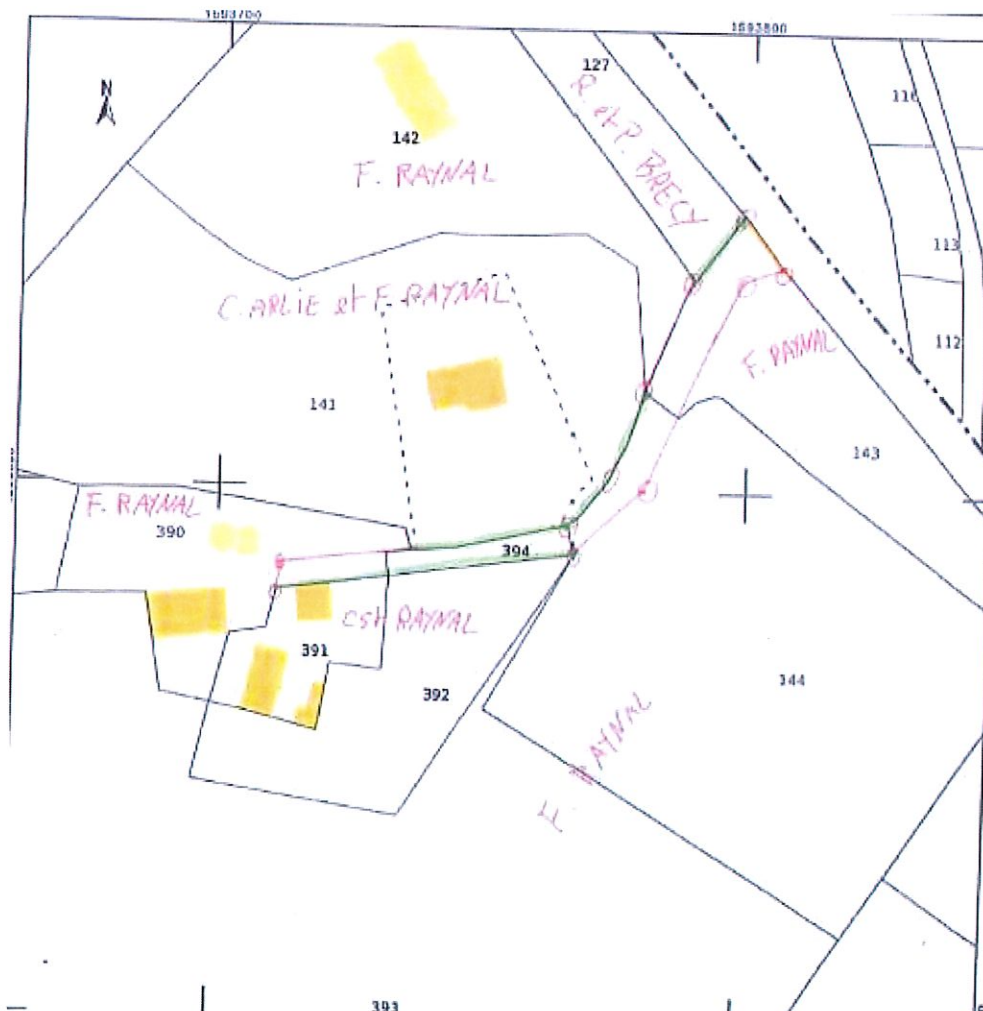 1693700
1693800
N
127
116
142
F. RAYNAL
R. et P. BRECY
113
C. ARLIE et F. RAYNAL
112
F. RAYNAL
141
143
F. RAYNAL
390
394
cst RAYNAL
391
392
144
F. RAYNAL
393